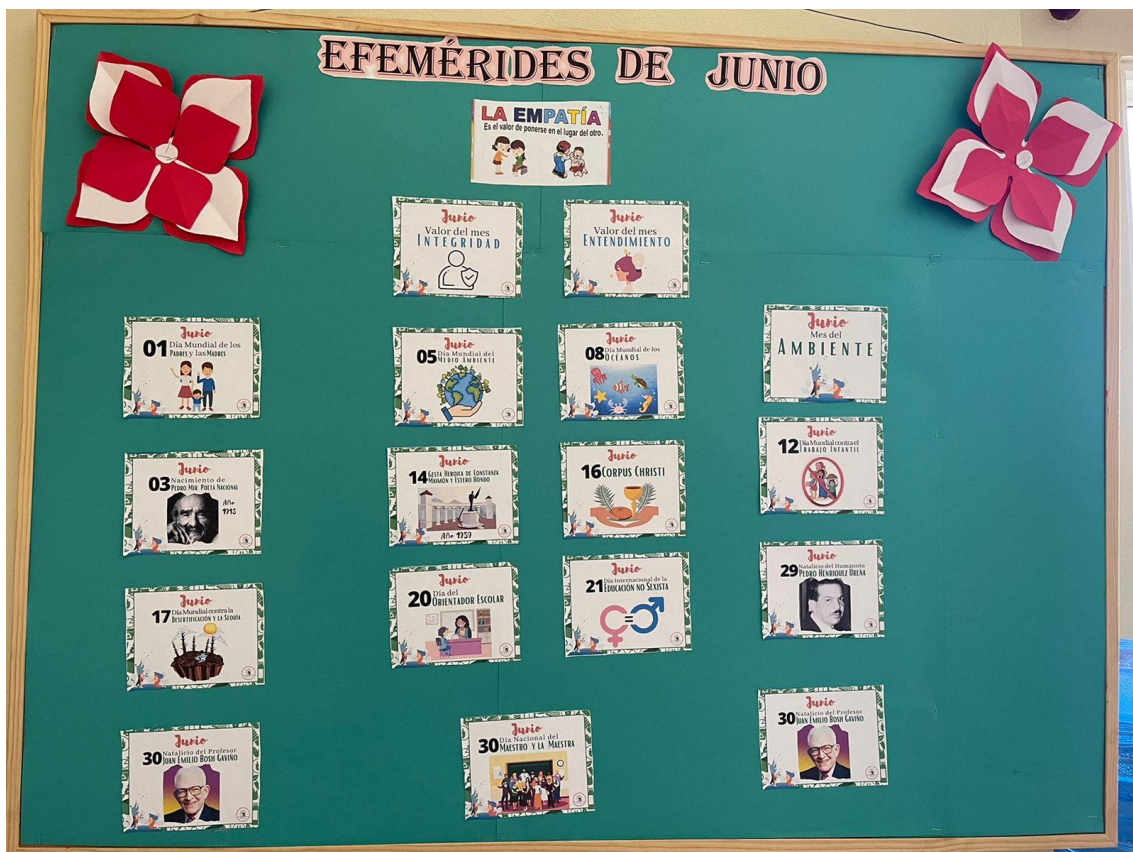 EFEMÉRIDES DE JUNIO
LA EMPATÍA
Es el valor de ponerse en el lugar del otro.
Junio
Valor del mes
INTEGRIDAD
Junio
Valor del mes
ENTENDIMIENTO
Junio
01 Día Mundial de los
PADRES y las MADRES
Junio
05 Día Mundial del
MEDIO AMBIENTE
Junio
08 Día Mundial de los
OCEANOS
Junio
Mes del
AMBIENTE
Junio
03 Nacimiento de
PEDRO MIR. POETA NACIONAL
Año
1913
Junio
14 GESTA HEROICA DE CONSTANZA
MAIMÓN Y ESTERO HONDO
Año 1959
Junio
16 CORPUS CHRISTI
Junio
12 Día Mundial contra el
TRABAJO INFANTIL
Junio
17 Día Mundial contra la
DESERTIFICACIÓN Y LA SEQUÍA
Junio
20 Día del
ORIENTADOR ESCOLAR
Junio
21 Día Internacional de la
EDUCACIÓN NO SEXISTA
Junio
29 Natalicio del Humanista
PEDRO HENRIQUEZ UREÑA
Junio
30 Natalicio del Profesor
JUAN EMILIO BOSH GAVIÑO
Junio
30 Día Nacional del
MAESTRO Y LA MAESTRA
Junio
30 Natalicio del Profesor
JUAN EMILIO BOSH GAVIÑO